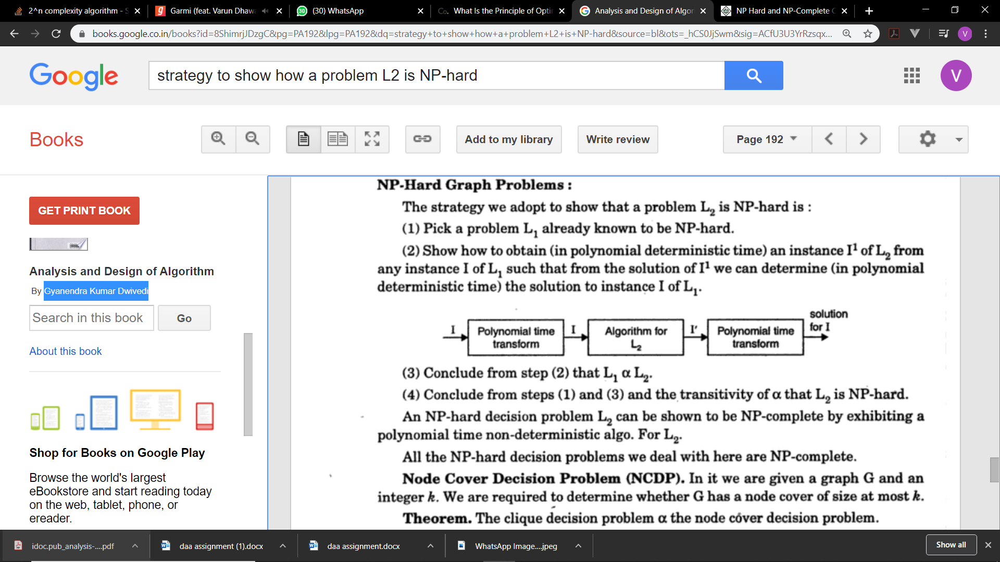 2^n complexity algorithm - S
Garmi (feat. Varun Dhawa
(30) WhatsApp
What Is the Principle of Opti
Analysis and Design of Algor
NP Hard and NP-Complete C
books.google.co.in/books?id=8ShimrjJDzgC&pg=PA192&lpg=PA192&dq=strategy+to+show+how+a+problem+L2+is+NP-hard&source=bl&ots=_hCS0JjSwm&sig=ACfU3U3YrRzsqx...
V
Google
strategy to show how a problem L2 is NP-hard
V
Books
Add to my library
Write review
Page 192
GET PRINT BOOK
Analysis and Design of Algorithm
By Gyanendra Kumar Dwivedi
Search in this book
Go
About this book
Shop for Books on Google Play
Browse the world's largest
eBookstore and start reading today
on the web, tablet, phone, or
ereader.
NP-Hard Graph Problems :
The strategy we adopt to show that a problem L₂ is NP-hard is :
(1) Pick a problem L₁ already known to be NP-hard.
(2) Show how to obtain (in polynomial deterministic time) an instance I¹ of L₂ from
any instance I of L₁ such that from the solution of I¹ we can determine (in polynomial
deterministic time) the solution to instance I of L₁.
I
Polynomial time
transform
I
Algorithm for
L₂
I'
Polynomial time
transform
solution
for I
(3) Conclude from step (2) that L₁ α L₂.
(4) Conclude from steps (1) and (3) and the transitivity of α that L₂ is NP-hard.
An NP-hard decision problem L₂ can be shown to be NP-complete by exhibiting a
polynomial time non-deterministic algo. For L₂.
All the NP-hard decision problems we deal with here are NP-complete.
Node Cover Decision Problem (NCDP). In it we are given a graph G and an
integer k. We are required to determine whether G has a node cover of size at most k.
Theorem. The clique decision problem α the node cover decision problem.
idoc.pub_analysis-....pdf
daa assignment (1).docx
daa assignment.docx
WhatsApp Image....jpeg
Show all